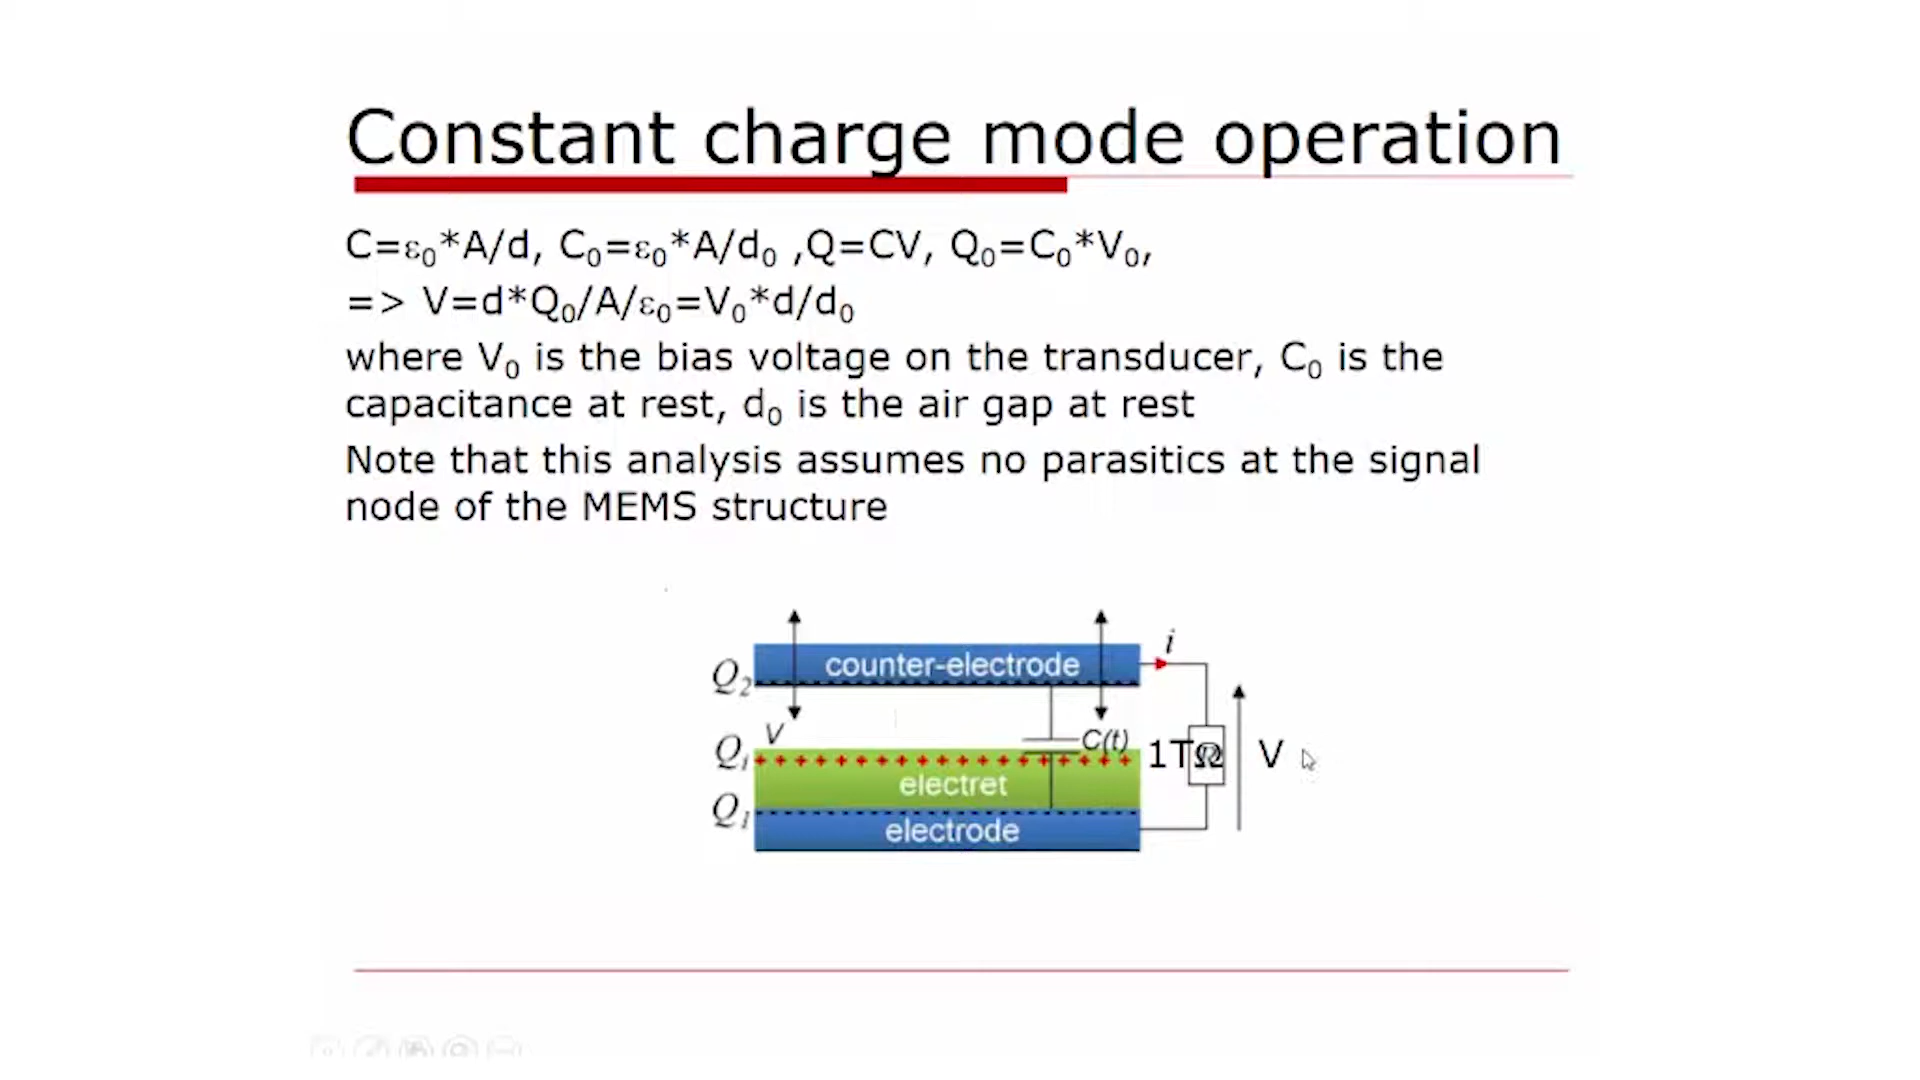 Constant charge mode operation
C=ε₀*A/d, C₀=ε₀*A/d₀ ,Q=CV, Q₀=C₀*V₀,
=> V=d*Q₀/A/ε₀=V₀*d/d₀
where V₀ is the bias voltage on the transducer, C₀ is the
capacitance at rest, d₀ is the air gap at rest
Note that this analysis assumes no parasitics at the signal
node of the MEMS structure
i
Q₂ counter-electrode
V
C(t)
Qᵢ
1TΩ V
electret
Q₁
electrode